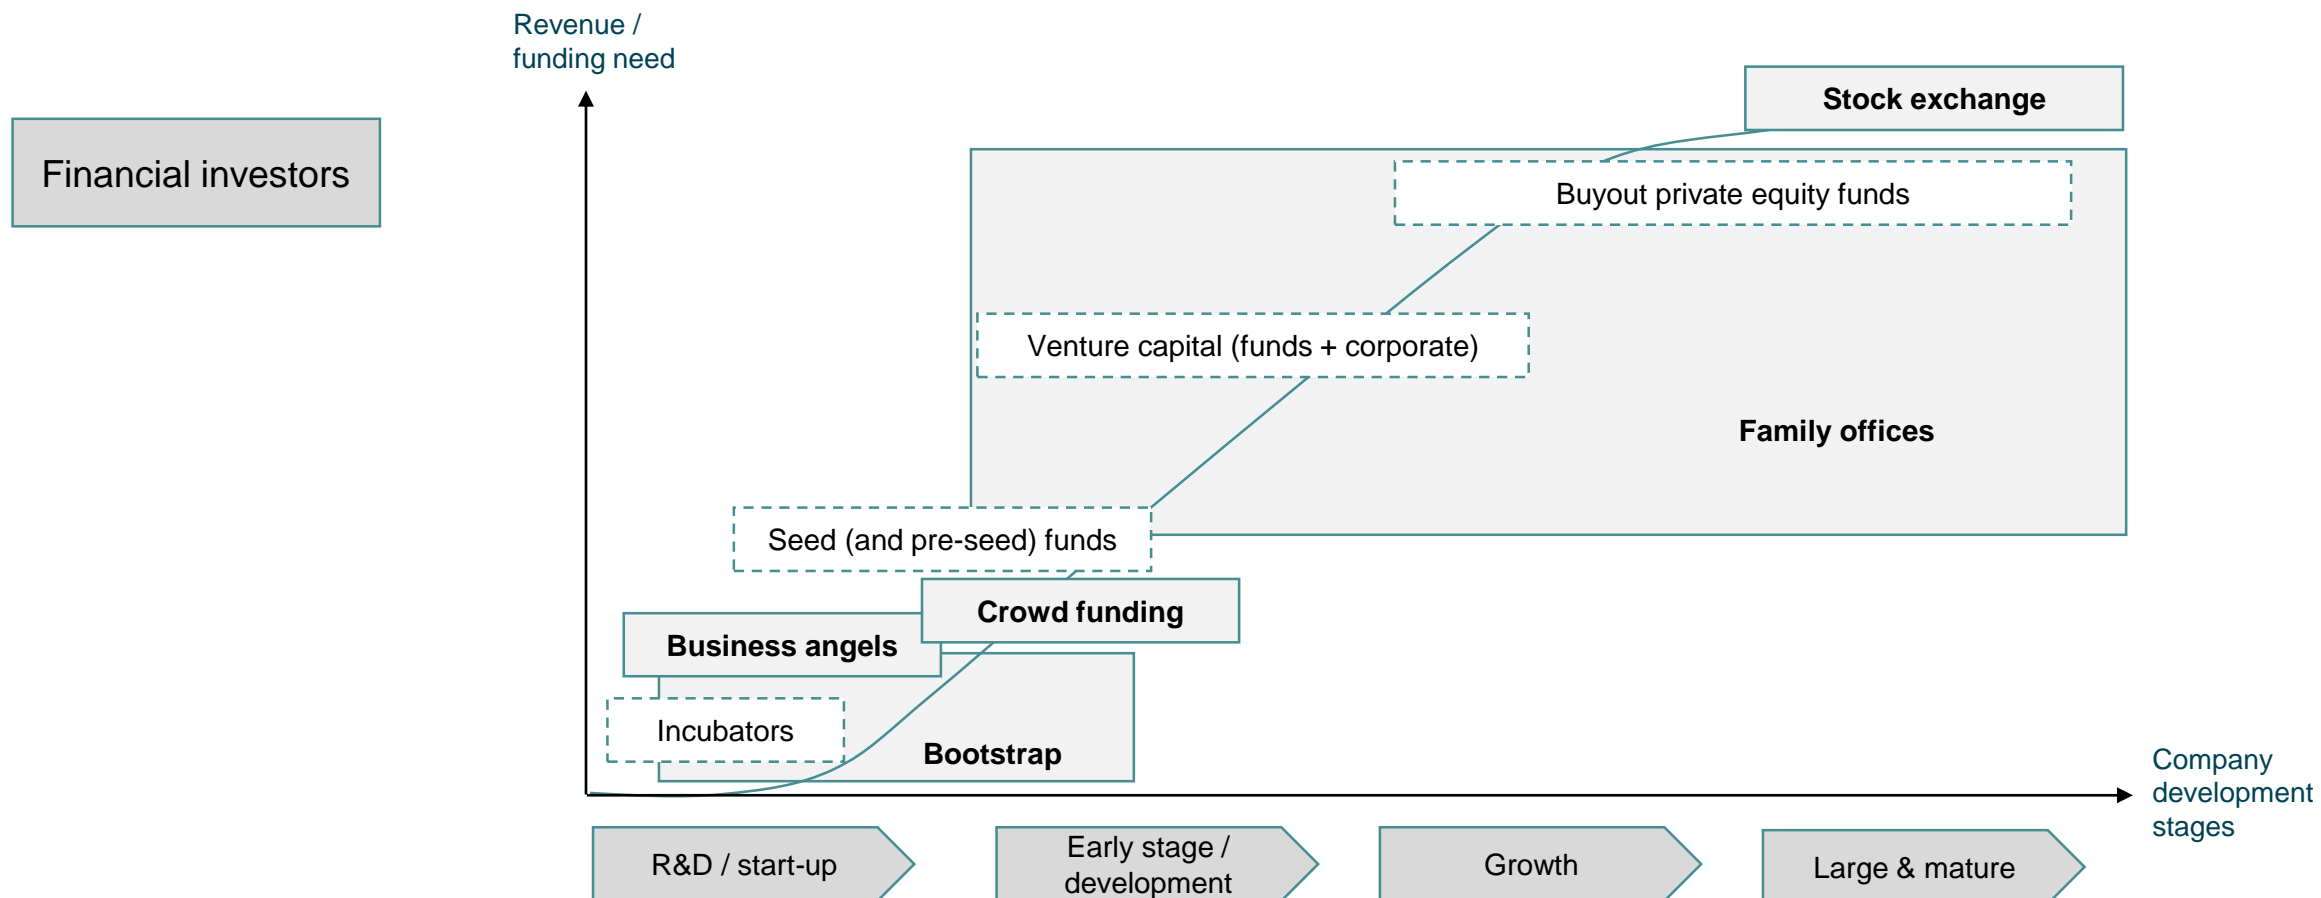 Revenue /
funding need
Stock exchange
Financial investors
Buyout private equity funds
Venture capital (funds + corporate)
Family offices
Seed (and pre-seed) funds
Crowd funding
Business angels
Incubators
Bootstrap
Company
development
stages
R&D / start-up
Early stage /
development
Growth
Large & mature